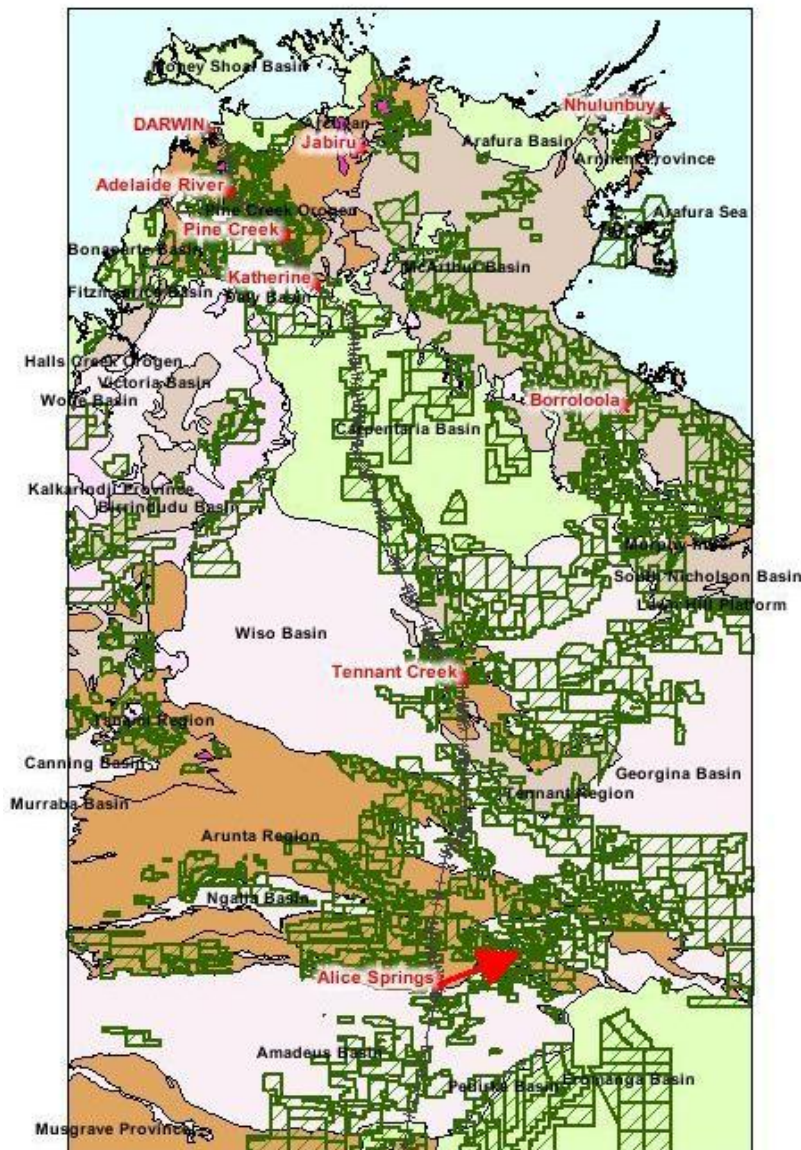 Money Shoal Basin
Nhulunbuy
DARWIN
Jabiru
Arafura Basin
Arnhem Province
Adelaide River
Pine Creek Orogen
Arafura Sea
Pine Creek
Bonaparte Basin
McArthur Basin
Katherine
Fitzmaurice Basin
Daly Basin
Halls Creek Orogen
Victoria Basin
Wolfe Basin
Borroloola
Carpentaria Basin
Kalkarindji Province
Birrindudu Basin
Murphy Inlier
South Nicholson Basin
Lawn Hill Platform
Wiso Basin
Tennant Creek
Tanami Region
Canning Basin
Georgina Basin
Murraba Basin
Tennant Region
Arunta Region
Ngalia Basin
Alice Springs
Amadeus Basin
Pedirka Basin
Eromanga Basin
Musgrave Province